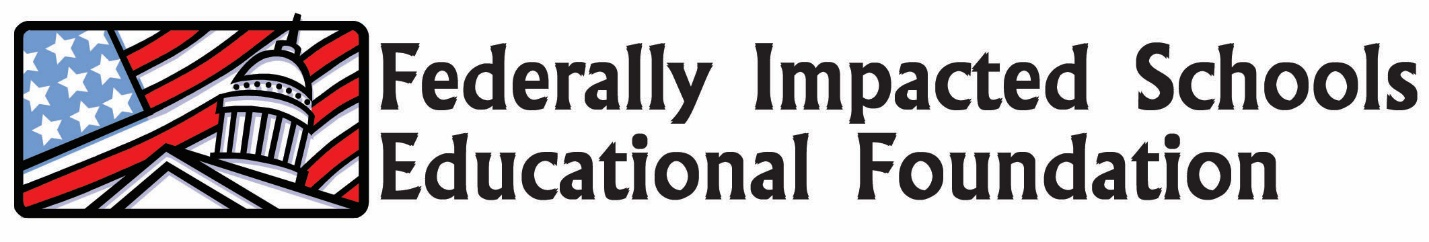 Federally Impacted Schools
Educational Foundation